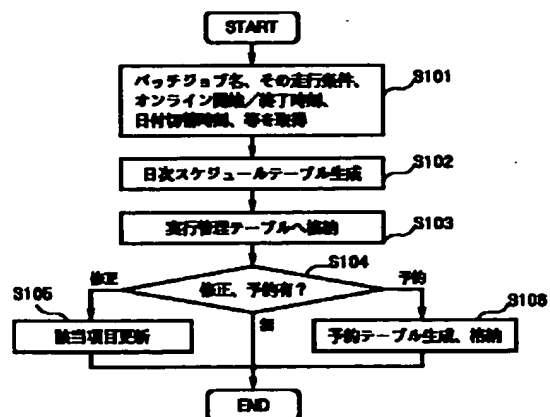 START
バッチジョブ名、その走行条件、
オンライン開始／終了時刻、
日付切替時刻、等を取得
S101
日次スケジュールテーブル生成
S102
実行管理テーブルへ格納
S103
修正、予約有?
S104
修正
予約
無
S105
該当項目更新
S106
予約テーブル生成、格納
END